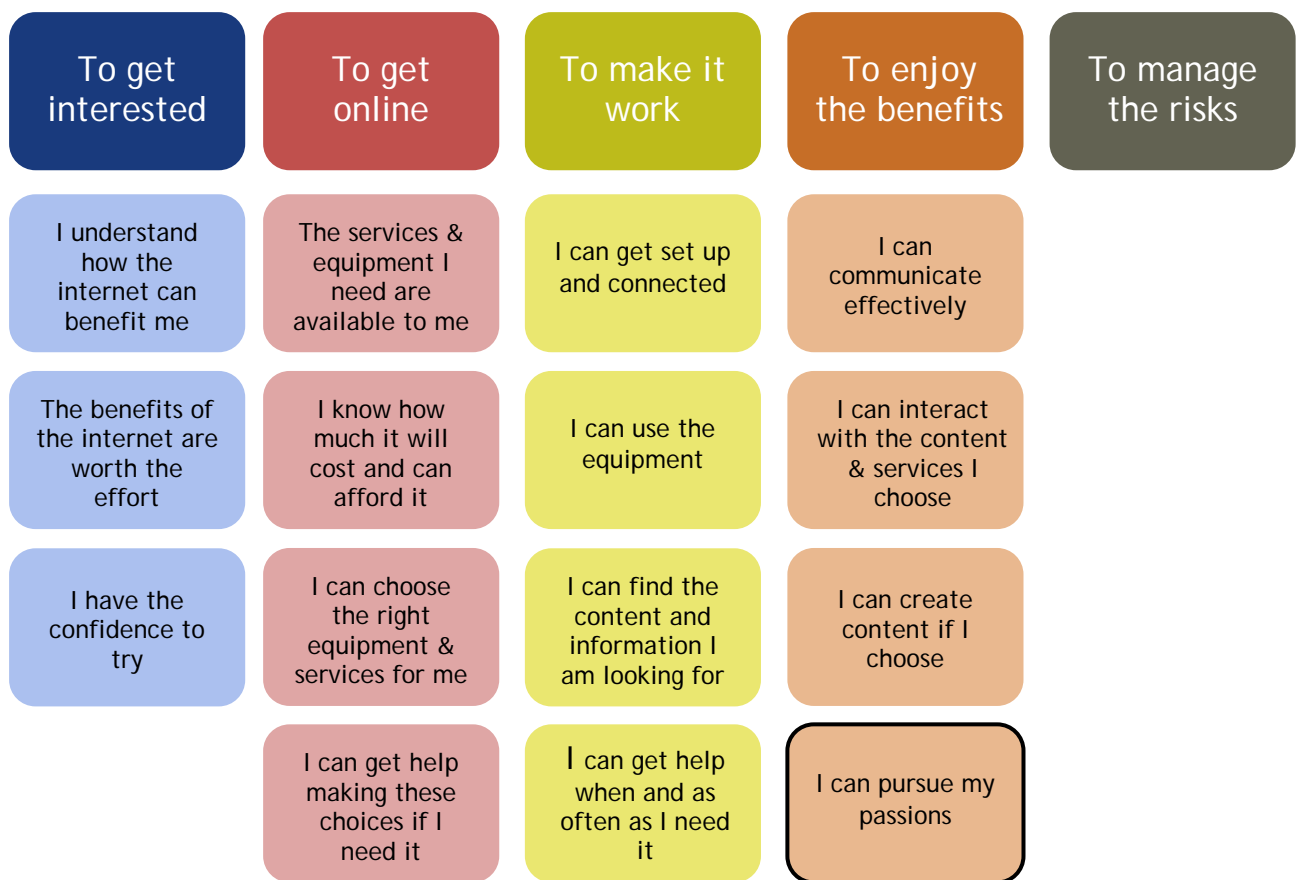 To get
interested
To get
online
To make it
work
To enjoy
the benefits
To manage
the risks
I understand
how the
internet can
benefit me
The services &
equipment I
need are
available to me
I can get set up
and connected
I can
communicate
effectively
The benefits of
the internet are
worth the
effort
I know how
much it will
cost and can
afford it
I can use the
equipment
I can interact
with the content
& services I
choose
I have the
confidence to
try
I can choose
the right
equipment &
services for me
I can find the
content and
information I
am looking for
I can create
content if I
choose
I can get help
making these
choices if I
need it
I can get help
when and as
often as I need
it
I can pursue my
passions